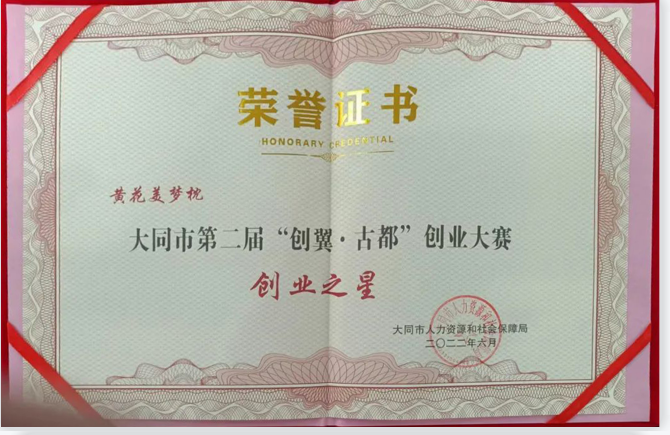 荣誉证书
HONORARY CREDENTIAL
黄花美梦枕
大同市第二届“创翼·古都”创业大赛
创业之星
大同市人力资源和社会保障局
二〇二二年六月